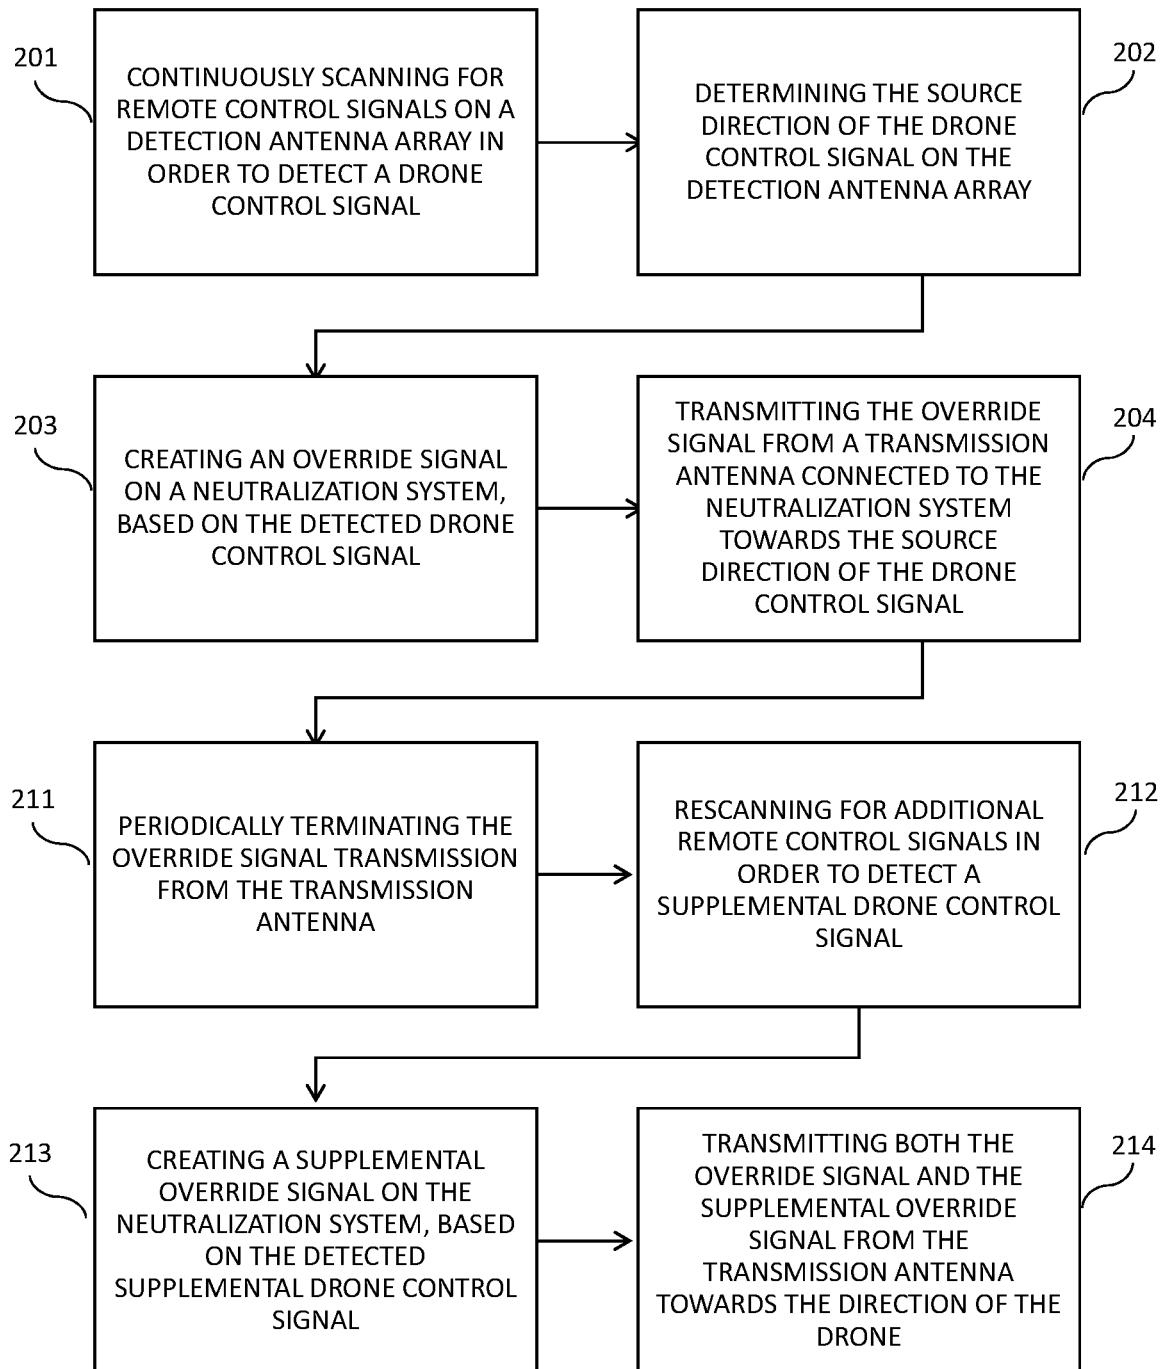 201
CONTINUOUSLY SCANNING FOR
REMOTE CONTROL SIGNALS ON A
DETECTION ANTENNA ARRAY IN
ORDER TO DETECT A DRONE
CONTROL SIGNAL
202
DETERMINING THE SOURCE
DIRECTION OF THE DRONE
CONTROL SIGNAL ON THE
DETECTION ANTENNA ARRAY
203
CREATING AN OVERRIDE SIGNAL
ON A NEUTRALIZATION SYSTEM,
BASED ON THE DETECTED DRONE
CONTROL SIGNAL
204
TRANSMITTING THE OVERRIDE
SIGNAL FROM A TRANSMISSION
ANTENNA CONNECTED TO THE
NEUTRALIZATION SYSTEM
TOWARDS THE SOURCE
DIRECTION OF THE DRONE
CONTROL SIGNAL
211
PERIODICALLY TERMINATING THE
OVERRIDE SIGNAL TRANSMISSION
FROM THE TRANSMISSION
ANTENNA
212
RESCANNING FOR ADDITIONAL
REMOTE CONTROL SIGNALS IN
ORDER TO DETECT A
SUPPLEMENTAL DRONE CONTROL
SIGNAL
213
CREATING A SUPPLEMENTAL
OVERRIDE SIGNAL ON THE
NEUTRALIZATION SYSTEM, BASED
ON THE DETECTED
SUPPLEMENTAL DRONE CONTROL
SIGNAL
214
TRANSMITTING BOTH THE
OVERRIDE SIGNAL AND THE
SUPPLEMENTAL OVERRIDE
SIGNAL FROM THE
TRANSMISSION ANTENNA
TOWARDS THE DIRECTION OF THE
DRONE